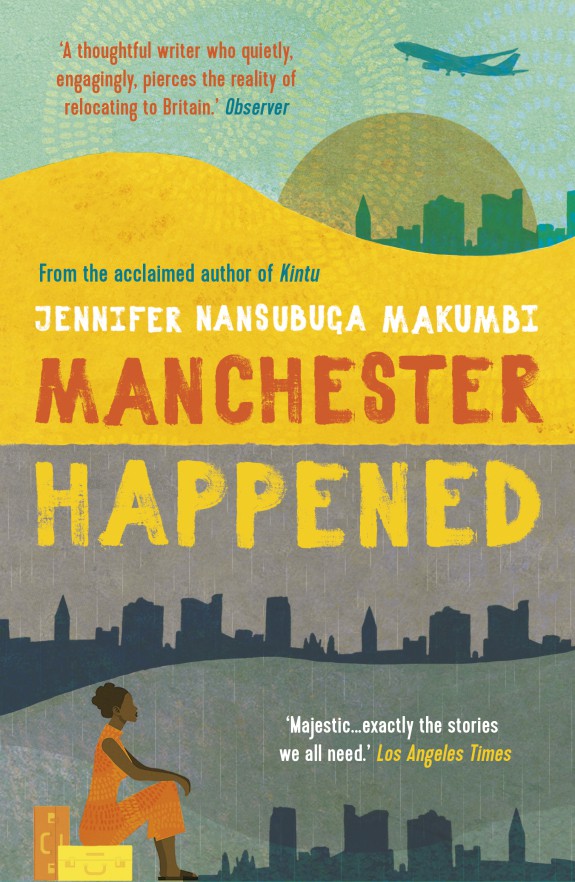 ‘A thoughtful writer who quietly,
engagingly, pierces the reality of
relocating to Britain.’ Observer
From the acclaimed author of Kintu
JENNIFER NANSUBUGA MAKUMBI
MANCHESTER
HAPPENED
‘Majestic...exactly the stories
we all need.’ Los Angeles Times